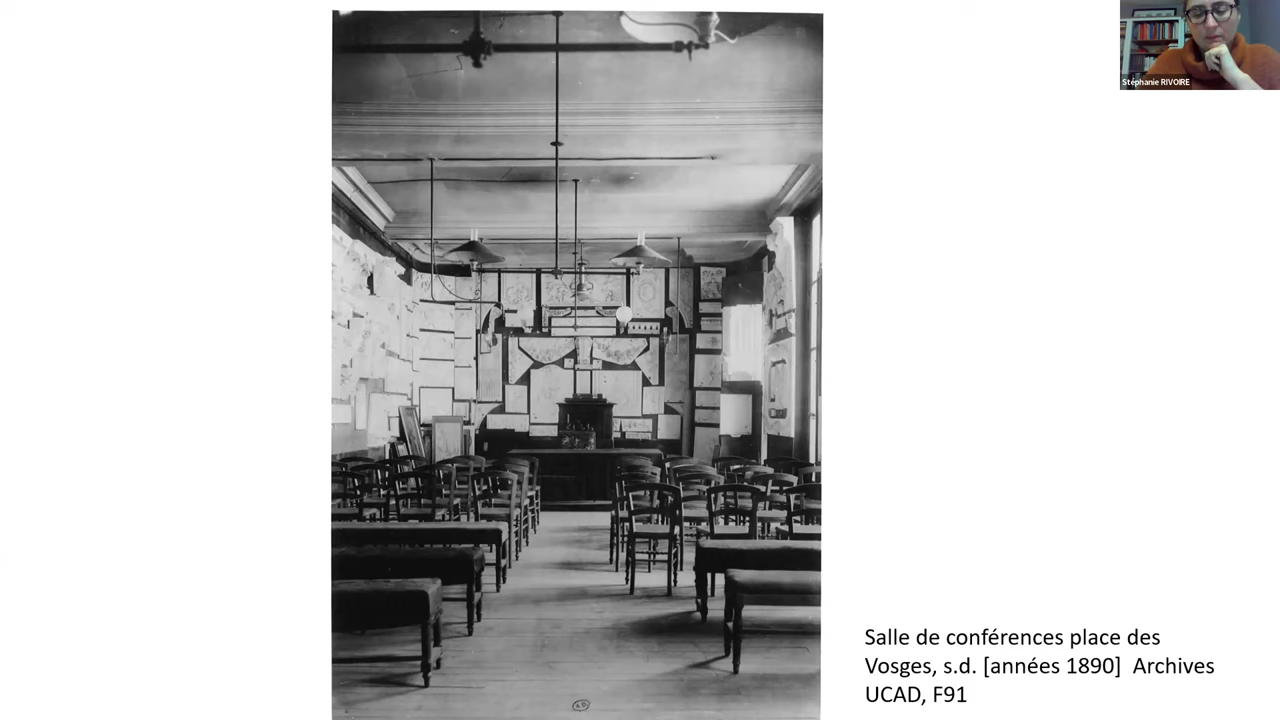 Stéphanie RIVOIRE
Salle de conférences place des
Vosges, s.d. [années 1890]  Archives
UCAD, F91